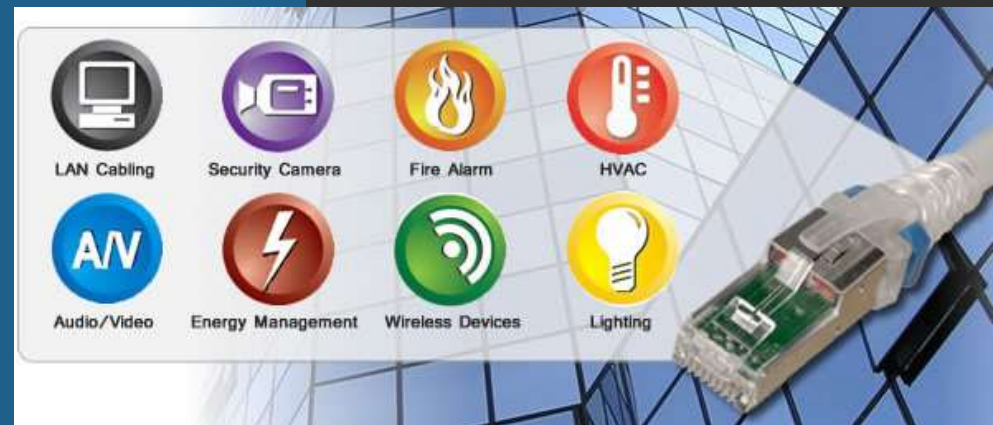 LAN Cabling
Security Camera
Fire Alarm
HVAC
A/V
Audio/Video
Energy Management
Wireless Devices
Lighting